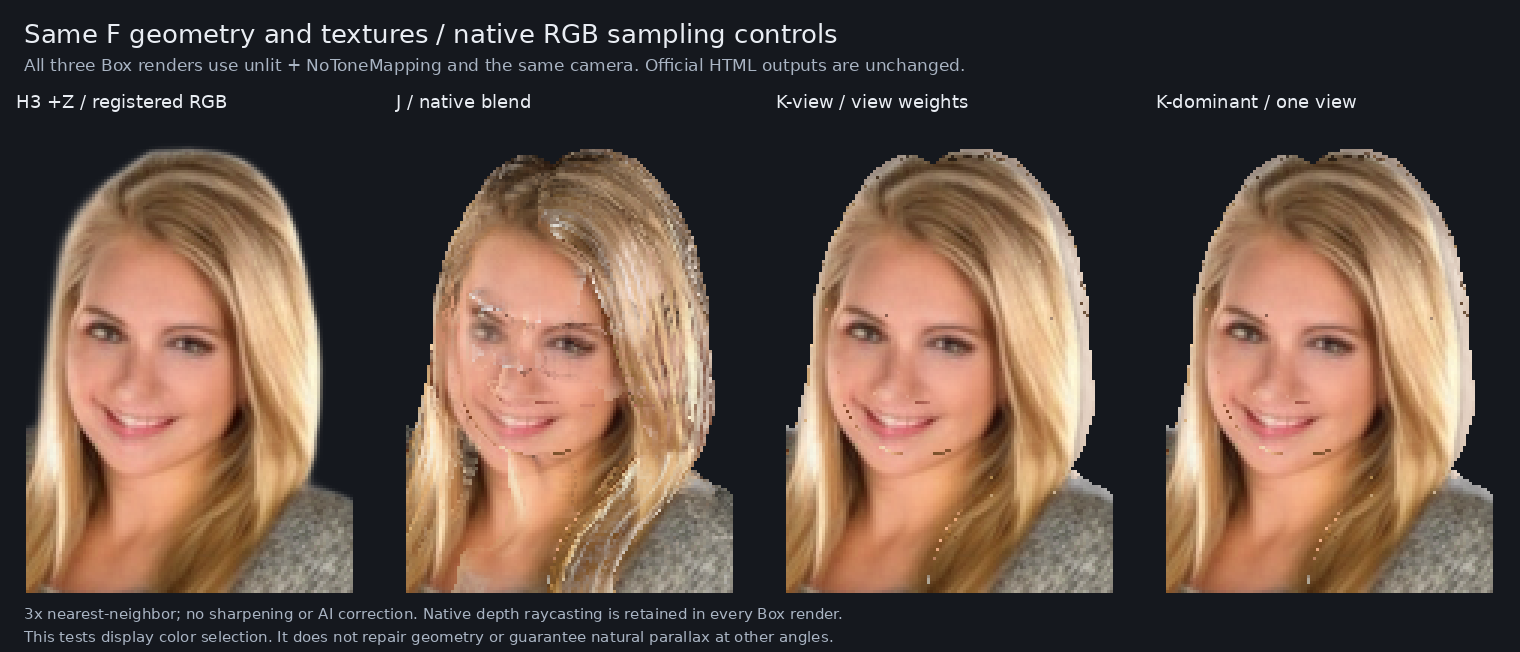 Same F geometry and textures / native RGB sampling controls
All three Box renders use unlit + NoToneMapping and the same camera. Official HTML outputs are unchanged.
H3 +Z / registered RGB
J / native blend
K-view / view weights
K-dominant / one view
3x nearest-neighbor; no sharpening or AI correction. Native depth raycasting is retained in every Box render.
This tests display color selection. It does not repair geometry or guarantee natural parallax at other angles.